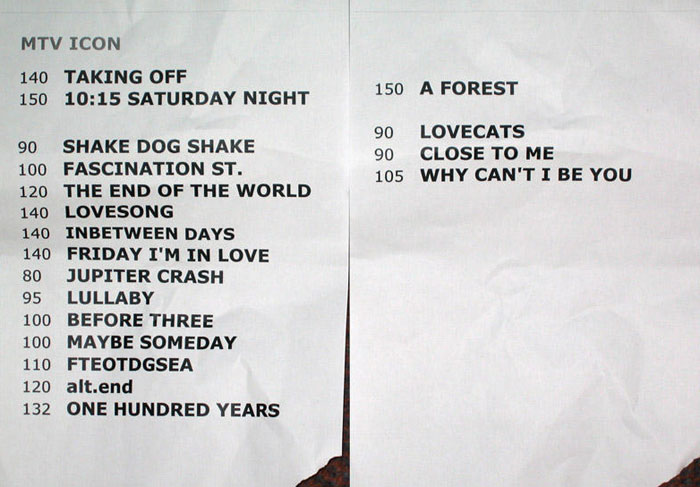 MTV ICON
140 TAKING OFF
150 10:15 SATURDAY NIGHT
90 SHAKE DOG SHAKE
100 FASCINATION ST.
120 THE END OF THE WORLD
140 LOVESONG
140 INBETWEEN DAYS
140 FRIDAY I'M IN LOVE
80 JUPITER CRASH
95 LULLABY
100 BEFORE THREE
100 MAYBE SOMEDAY
110 FTEOTDGSEA
120 alt.end
132 ONE HUNDRED YEARS
150 A FOREST
90 LOVECATS
90 CLOSE TO ME
105 WHY CAN'T I BE YOU